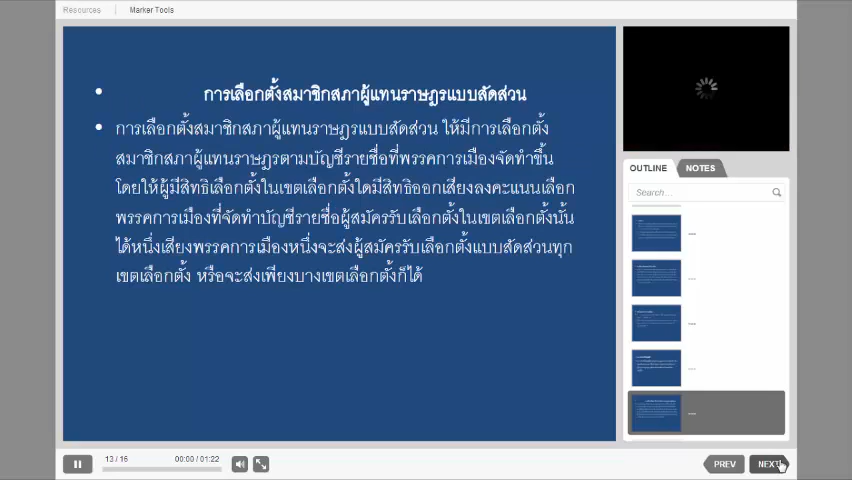 Resources
Marker Tools
การเลือกตั้งสมาชิกสภาผู้แทนราษฎรแบบสัดส่วน
การเลือกตั้งสมาชิกสภาผู้แทนราษฎรแบบสัดส่วน ให้มีการเลือกตั้ง
สมาชิกสภาผู้แทนราษฎรตามบัญชีรายชื่อที่พรรคการเมืองจัดทำขึ้น
โดยให้ผู้มีสิทธิเลือกตั้งในเขตเลือกตั้งใดมีสิทธิออกเสียงลงคะแนนเลือก
พรรคการเมืองที่จัดทำบัญชีรายชื่อผู้สมัครรับเลือกตั้งในเขตเลือกตั้งนั้น
ได้หนึ่งเสียงพรรคการเมืองหนึ่งจะส่งผู้สมัครรับเลือกตั้งแบบสัดส่วนทุก
เขตเลือกตั้ง หรือจะส่งเพียงบางเขตเลือกตั้งก็ได้
OUTLINE
NOTES
Search...
13 / 16
00:00 / 01:22
PREV
NEXT